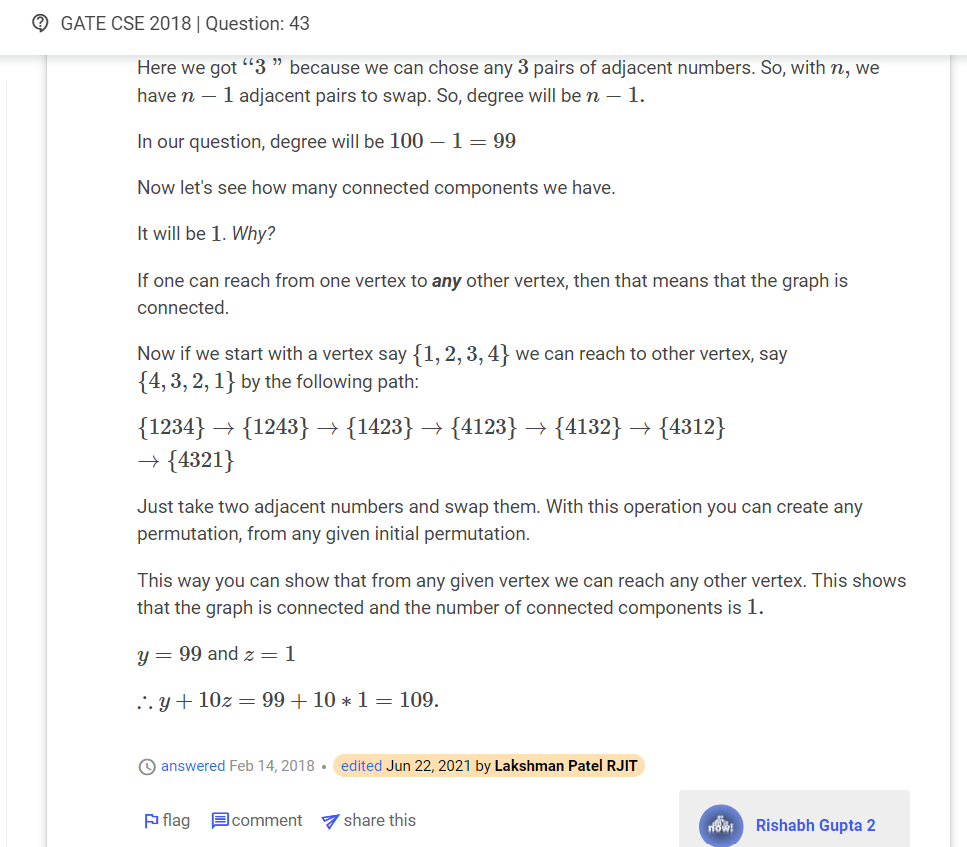 GATE CSE 2018 | Question: 43
Here we got “3 ” because we can chose any 3 pairs of adjacent numbers. So, with n, we
have n − 1 adjacent pairs to swap. So, degree will be n − 1.
In our question, degree will be 100 − 1 = 99
Now let's see how many connected components we have.
It will be 1. Why?
If one can reach from one vertex to any other vertex, then that means that the graph is
connected.
Now if we start with a vertex say {1, 2, 3, 4} we can reach to other vertex, say
{4, 3, 2, 1} by the following path:
{1234} → {1243} → {1423} → {4123} → {4132} → {4312}
→ {4321}
Just take two adjacent numbers and swap them. With this operation you can create any
permutation, from any given initial permutation.
This way you can show that from any given vertex we can reach any other vertex. This shows
that the graph is connected and the number of connected components is 1.
y = 99 and z = 1
∴ y + 10z = 99 + 10 ∗ 1 = 109.
answered Feb 14, 2018 • edited Jun 22, 2021 by Lakshman Patel RJIT
flag comment share this
now!
Rishabh Gupta 2